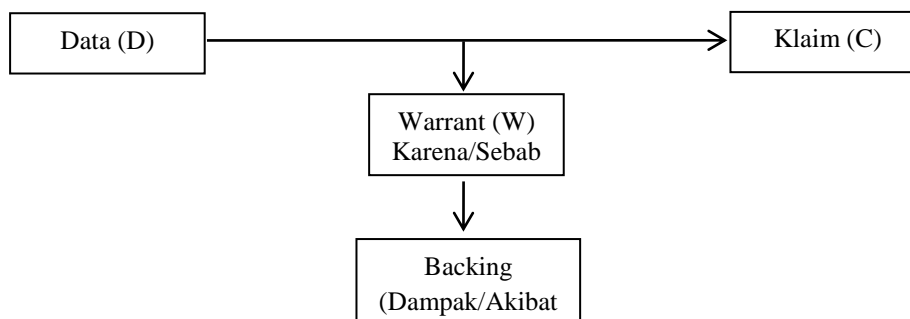 Data (D)
Klaim (C)
Warrant (W)
Karena/Sebab
Backing
(Dampak/Akibat